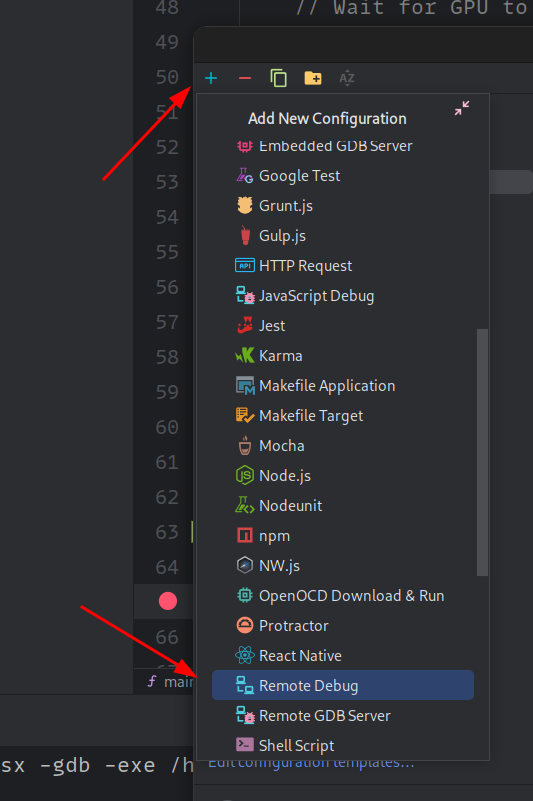 48 // Wait for GPU to
49
50
51
Add New Configuration
52 Embedded GDB Server
53 Google Test
Grunt.js
54
Gulp.js
55
HTTP Request
56 JavaScript Debug
57 Jest
58 Karma
59 Makefile Application
Makefile Target
60
Mocha
61
Node.js
62 Nodeunit
63 npm
64 NW.js
OpenOCD Download & Run
66 Protractor
React Native
67
f main Remote Debug
Remote GDB Server
Shell Script
sx -gdb -exe /h
Edit configuration templates...